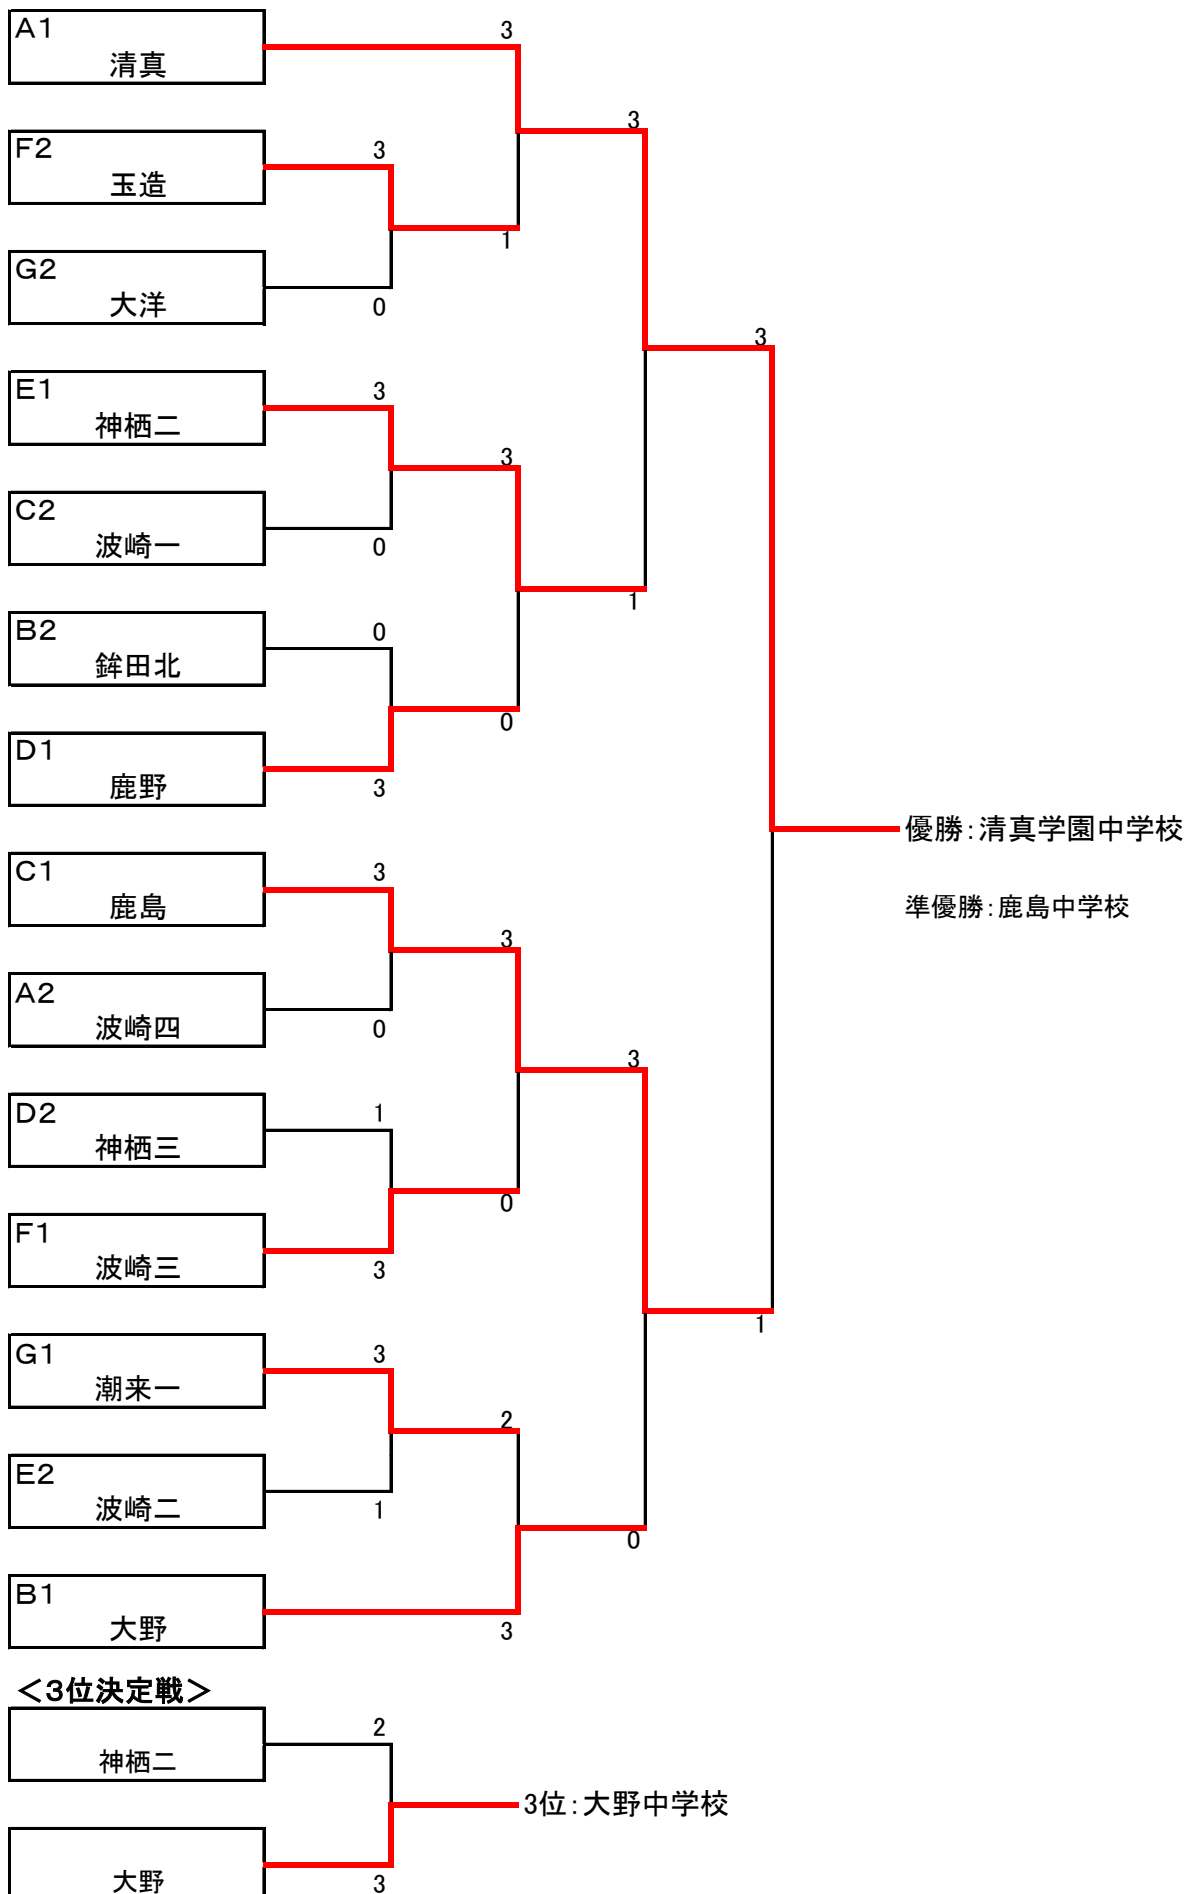 A1
清真
3
3
F2
玉造
3
1
G2
大洋
0
3
E1
神栖二
3
3
C2
波崎一
0
1
B2
鉾田北
0
0
D1
鹿野
3
優勝：清真学園中学校
C1
鹿島
3
準優勝：鹿島中学校
3
A2
波崎四
0
3
D2
神栖三
1
0
F1
波崎三
3
1
G1
潮来一
3
2
E2
波崎二
1
0
B1
大野
3
＜3位決定戦＞
神栖二
2
3位：大野中学校
大野
3